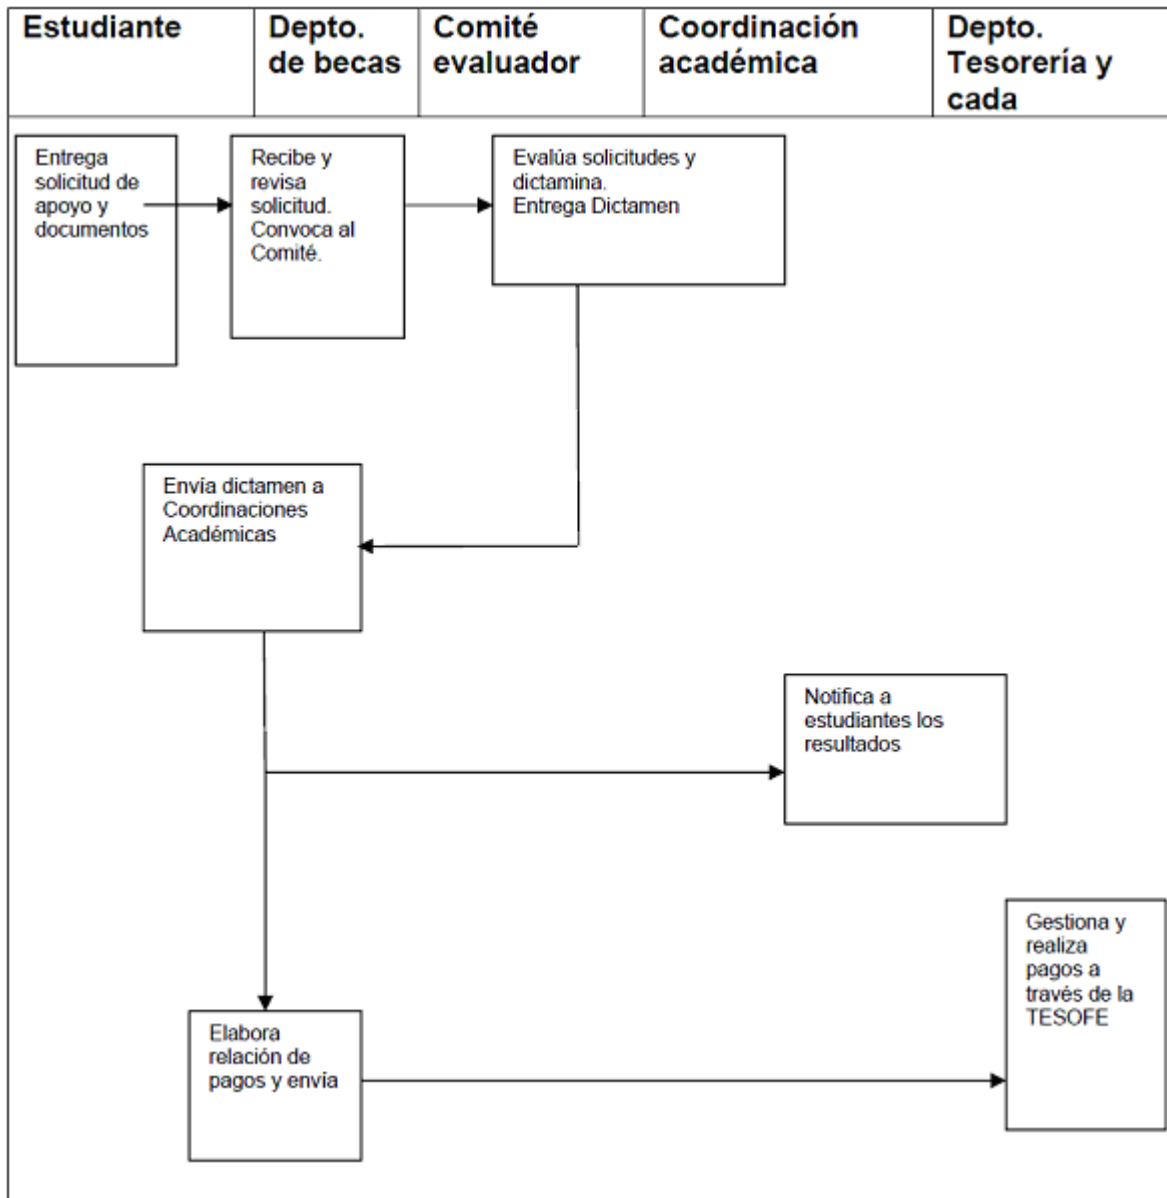 Estudiante
Depto.
de becas
Comité
evaluador
Coordinación
académica
Depto.
Tesorería y
cada
Entrega
solicitud de
apoyo y
documentos
Recibe y
revisa
solicitud.
Convoca al
Comité.
Evalúa solicitudes y
dictamina.
Entrega Dictamen
Envía dictamen a
Coordinaciones
Académicas
Notifica a
estudiantes los
resultados
Gestiona y
realiza
pagos a
través de la
TESOFE
Elabora
relación de
pagos y envía